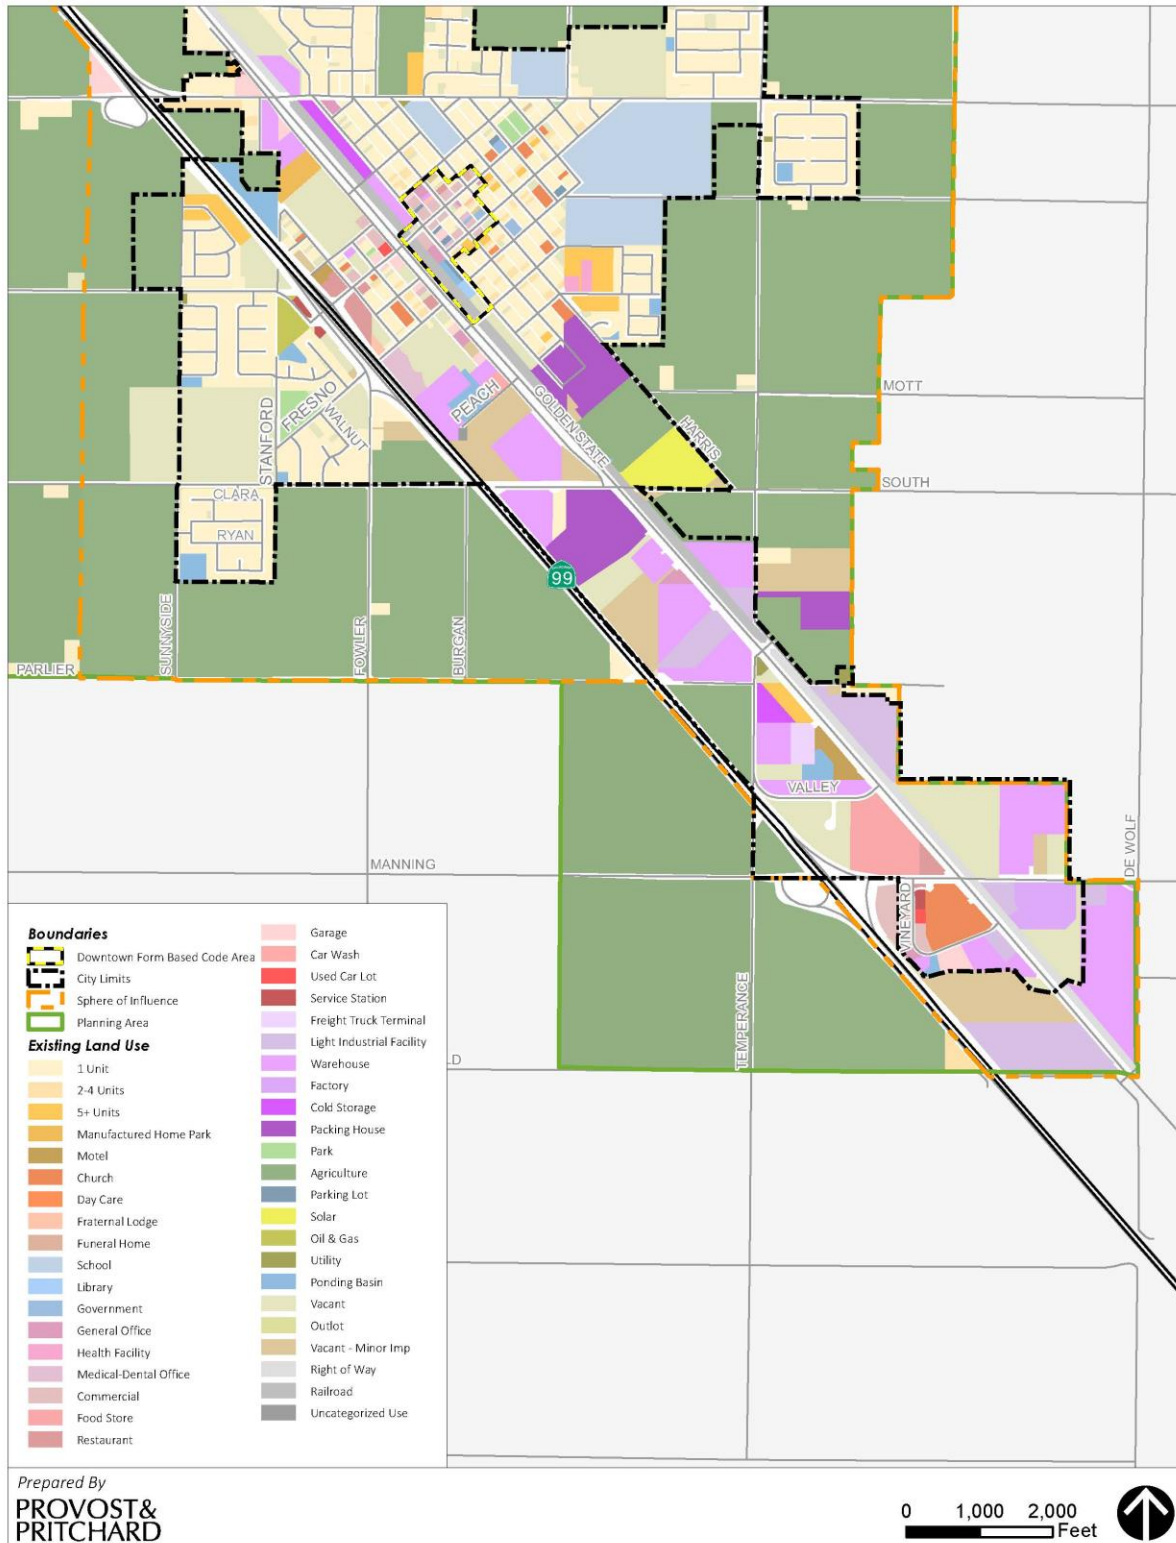 MOTT
PEACH
GOLDEN STATE
HARRIS
FRESNO
WALNUT
STANFORD
SOUTH
CLARA
RYAN
99
SUNNYSIDE
FOWLER
BURGAN
PARLIER
VALLEY
MANNING
DE WOLF
VINEYARD
TEMPERANCE
LD
Boundaries
Downtown Form Based Code Area
City Limits
Sphere of Influence
Planning Area
Existing Land Use
1 Unit
2-4 Units
5+ Units
Manufactured Home Park
Motel
Church
Day Care
Fraternal Lodge
Funeral Home
School
Library
Government
General Office
Health Facility
Medical-Dental Office
Commercial
Food Store
Restaurant
Garage
Car Wash
Used Car Lot
Service Station
Freight Truck Terminal
Light Industrial Facility
Warehouse
Factory
Cold Storage
Packing House
Park
Agriculture
Parking Lot
Solar
Oil & Gas
Utility
Ponding Basin
Vacant
Outlot
Vacant - Minor Imp
Right of Way
Railroad
Uncategorized Use
Prepared By
PROVOST&
PRITCHARD
0 1,000 2,000
Feet